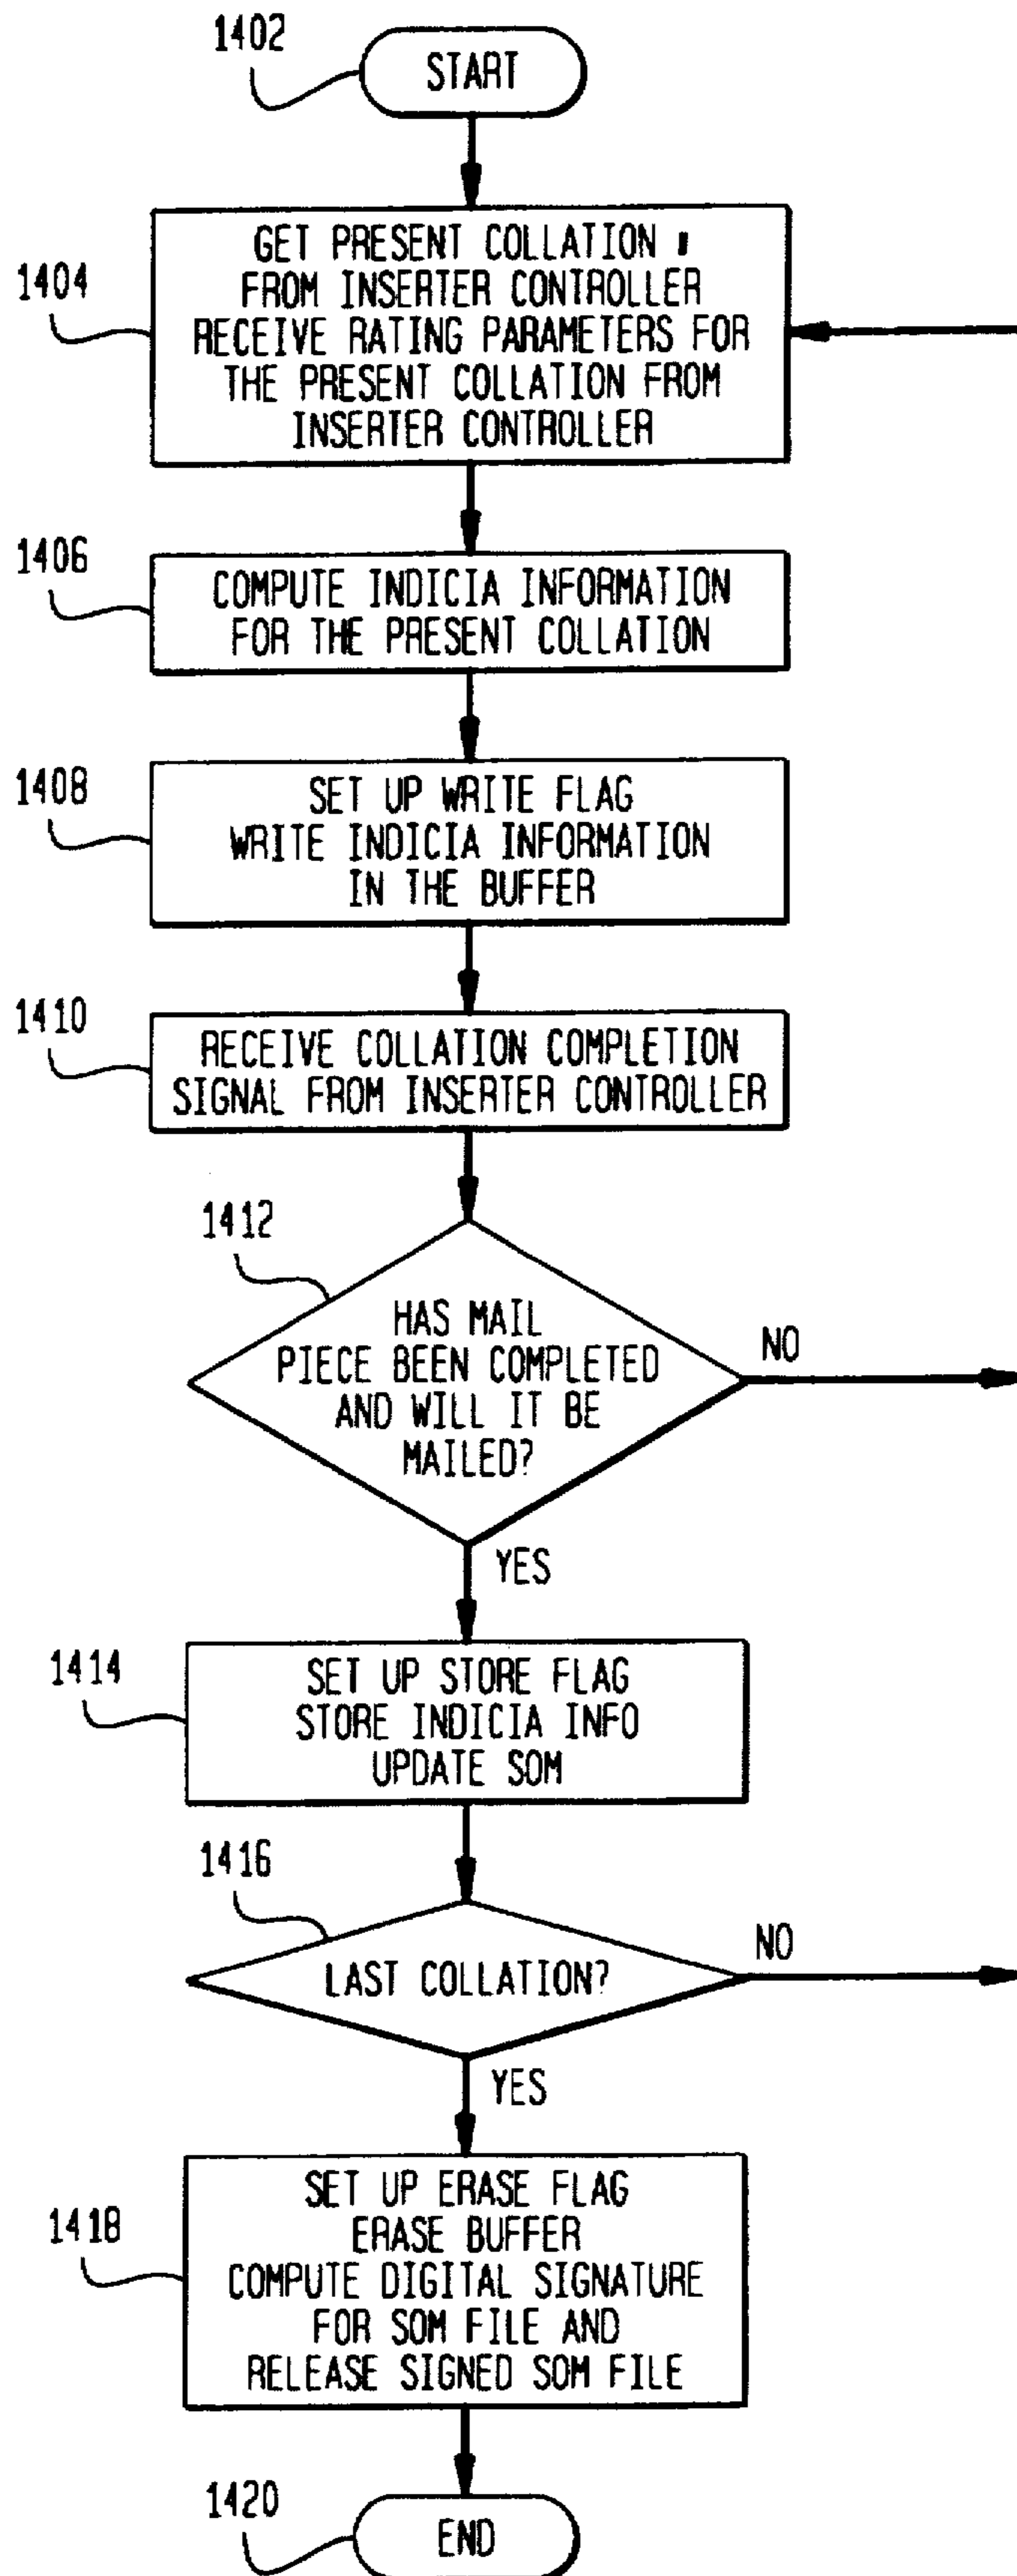 1402
START
1404
GET PRESENT COLLATION #
FROM INSERTER CONTROLLER
RECEIVE RATING PARAMETERS FOR
THE PRESENT COLLATION FROM
INSERTER CONTROLLER
1406
COMPUTE INDICIA INFORMATION
FOR THE PRESENT COLLATION
1408
SET UP WRITE FLAG
WRITE INDICIA INFORMATION
IN THE BUFFER
1410
RECEIVE COLLATION COMPLETION
SIGNAL FROM INSERTER CONTROLLER
1412
HAS MAIL
PIECE BEEN COMPLETED
AND WILL IT BE
MAILED?
NO
YES
1414
SET UP STORE FLAG
STORE INDICIA INFO
UPDATE SOM
1416
LAST COLLATION?
NO
YES
1418
SET UP ERASE FLAG
ERASE BUFFER
COMPUTE DIGITAL SIGNATURE
FOR SOM FILE AND
RELEASE SIGNED SOM FILE
1420
END